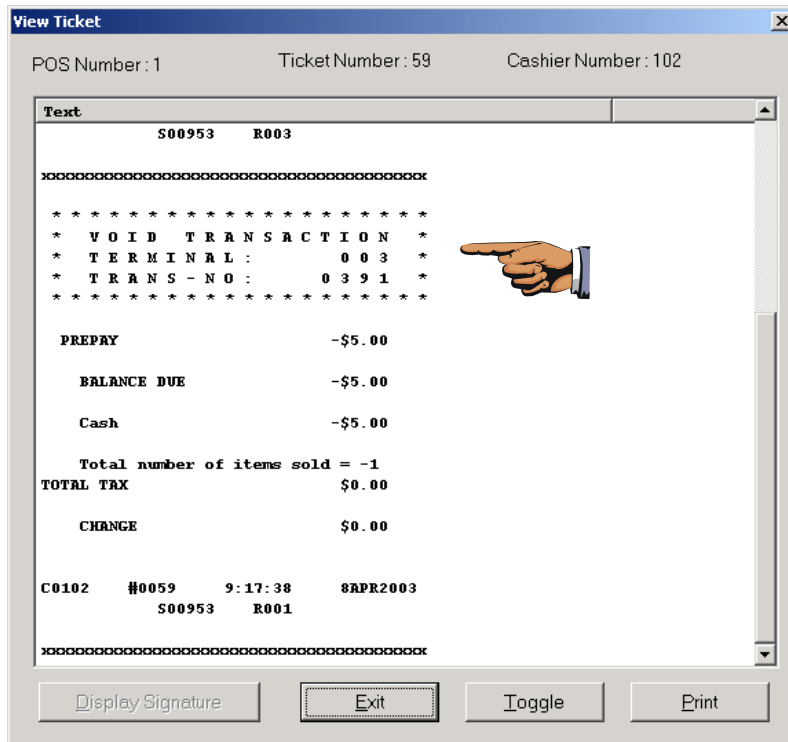 View Ticket
POS Number : 1 Ticket Number : 59 Cashier Number : 102
Text
S00953 R003
xxxxxxxxxxxxxxxxxxxxxxxxxxxxxxxxxxxxxxxx
* * * * * * * * * * * * * * * * * * * *
* V O I D T R A N S A C T I O N *
* T E R M I N A L : 0 0 3 *
* T R A N S - N O : 0 3 9 1 *
* * * * * * * * * * * * * * * * * * * *
PREPAY -$5.00
BALANCE DUE -$5.00
Cash -$5.00
Total number of items sold = -1
TOTAL TAX $0.00
CHANGE $0.00
C0102 #0059 9:17:38 8APR2003
S00953 R001
xxxxxxxxxxxxxxxxxxxxxxxxxxxxxxxxxxxxxxxx
Display Signature Exit Toggle Print